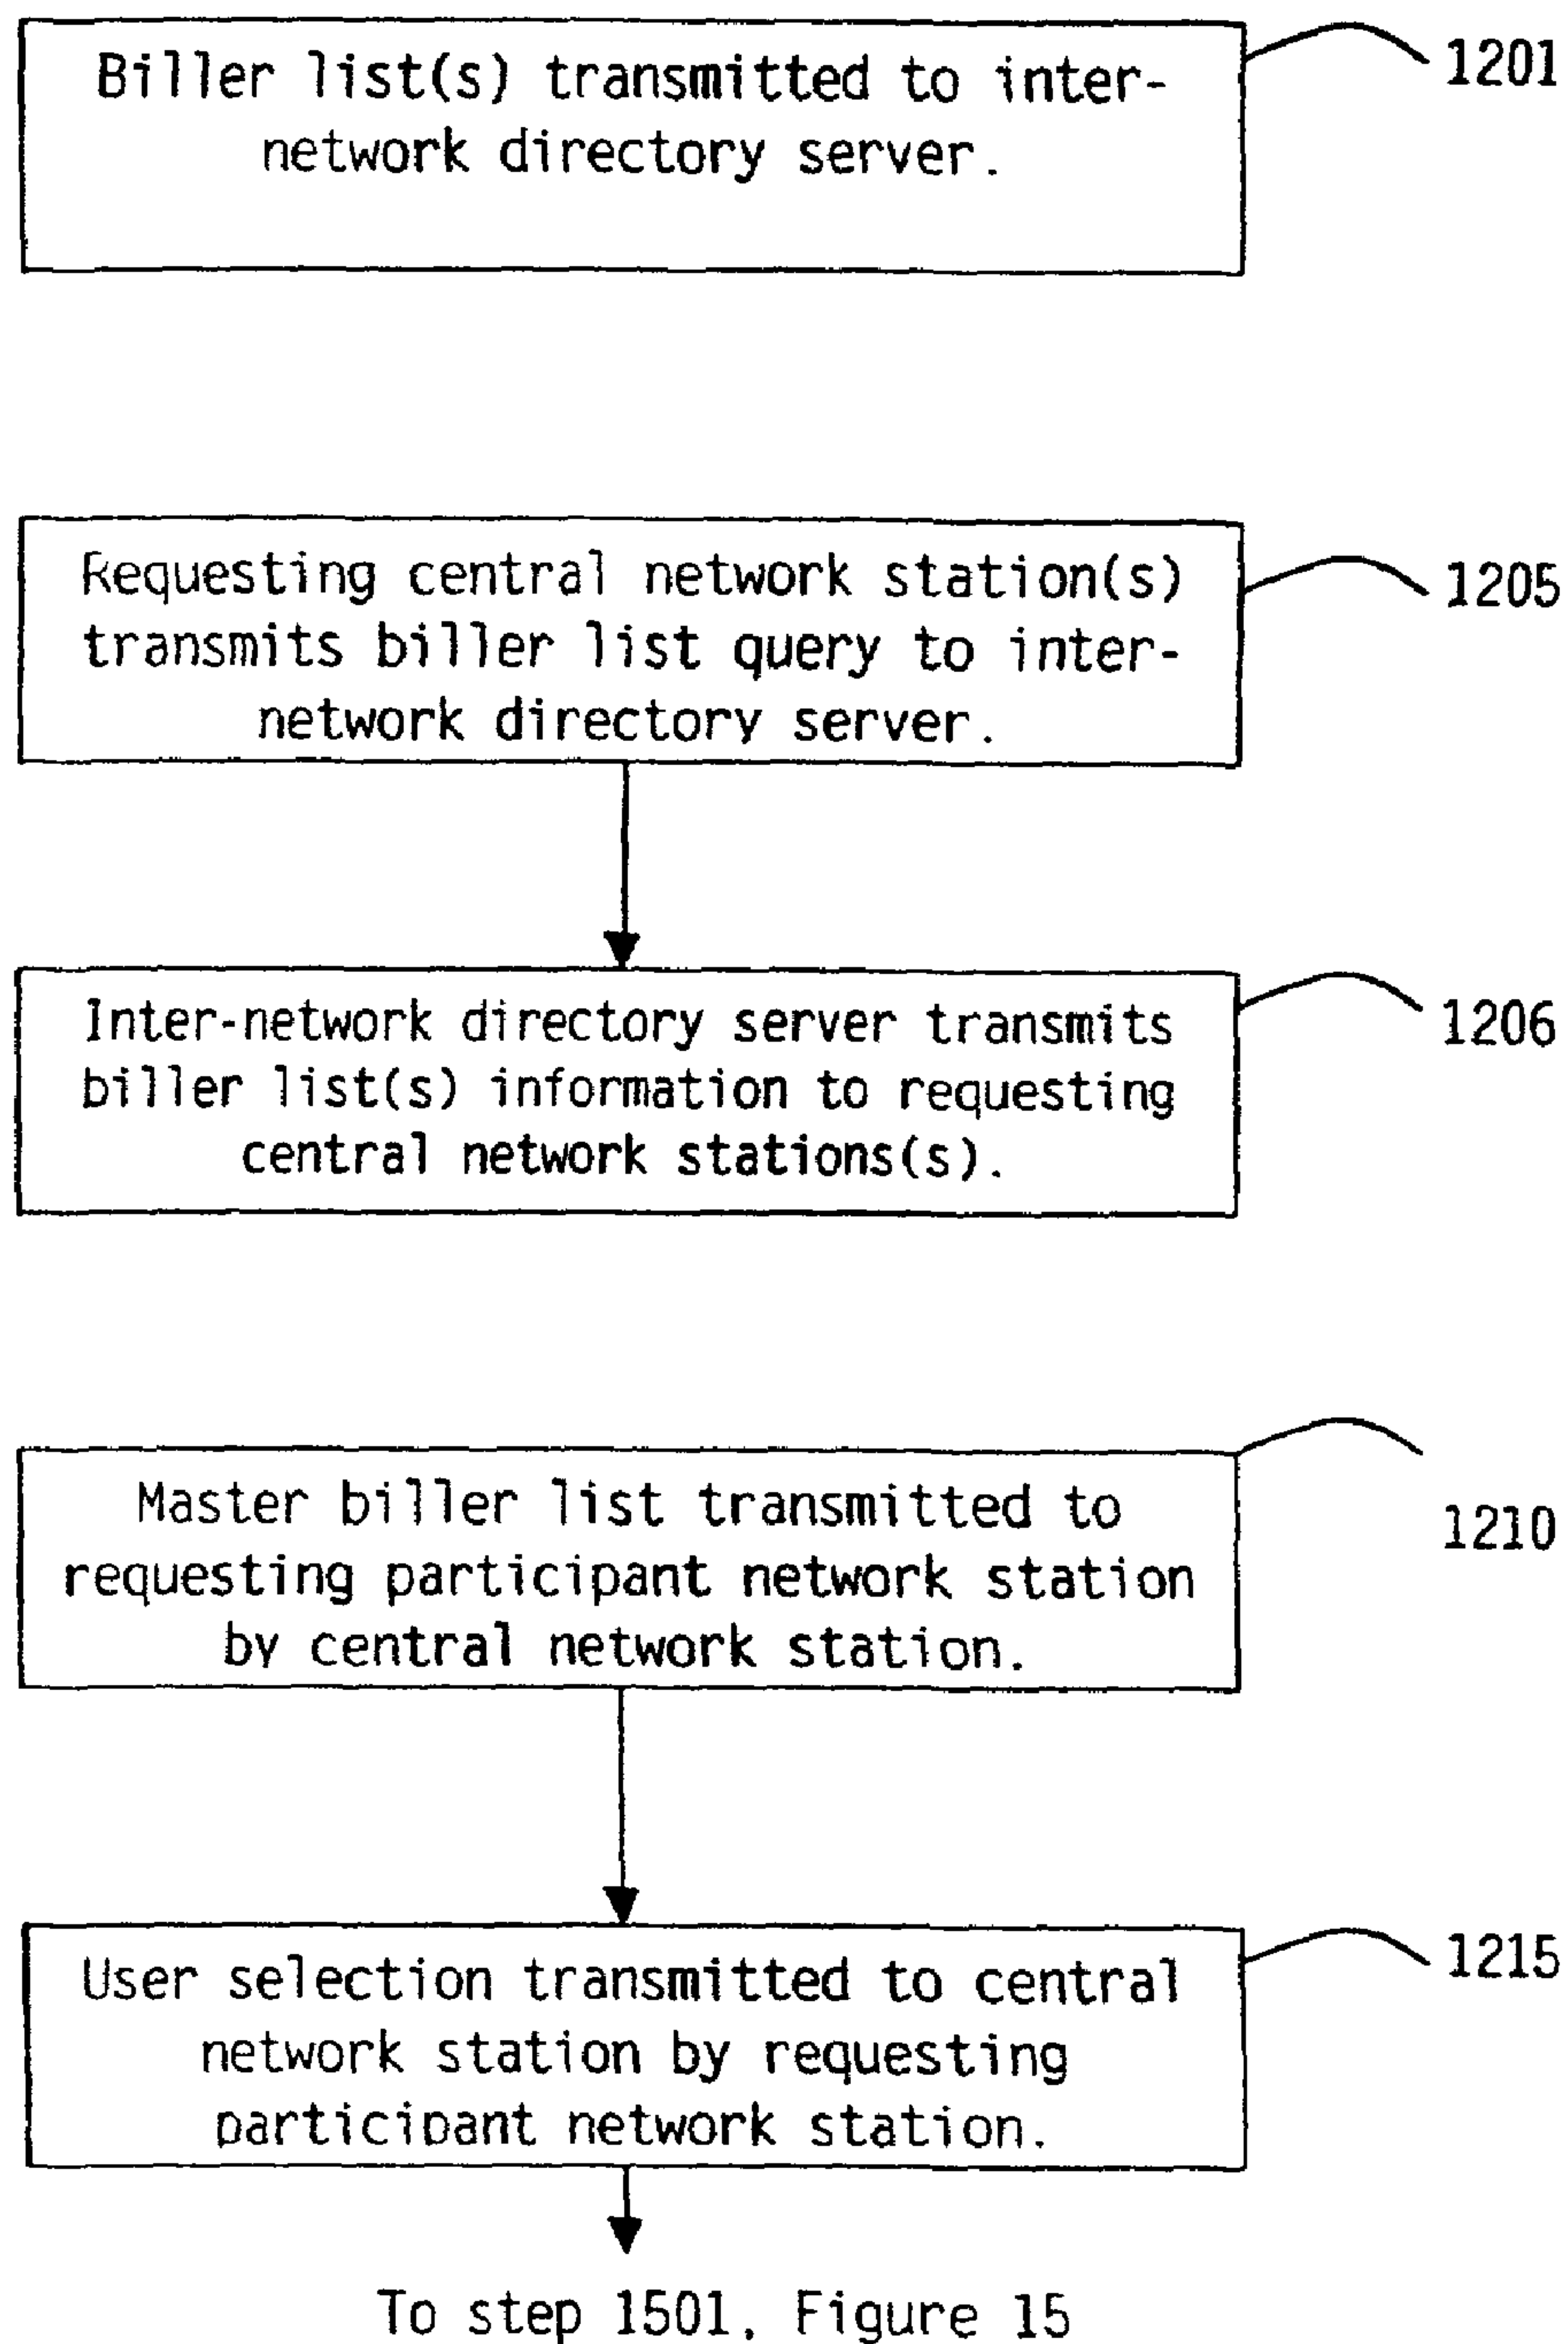 Biller list(s) transmitted to inter-
network directory server.
1201
Requesting central network station(s)
transmits biller list query to inter-
network directory server.
1205
Inter-network directory server transmits
biller list(s) information to requesting
central network stations(s).
1206
Master biller list transmitted to
requesting participant network station
by central network station.
1210
User selection transmitted to central
network station by requesting
participant network station.
1215
To step 1501, Figure 15